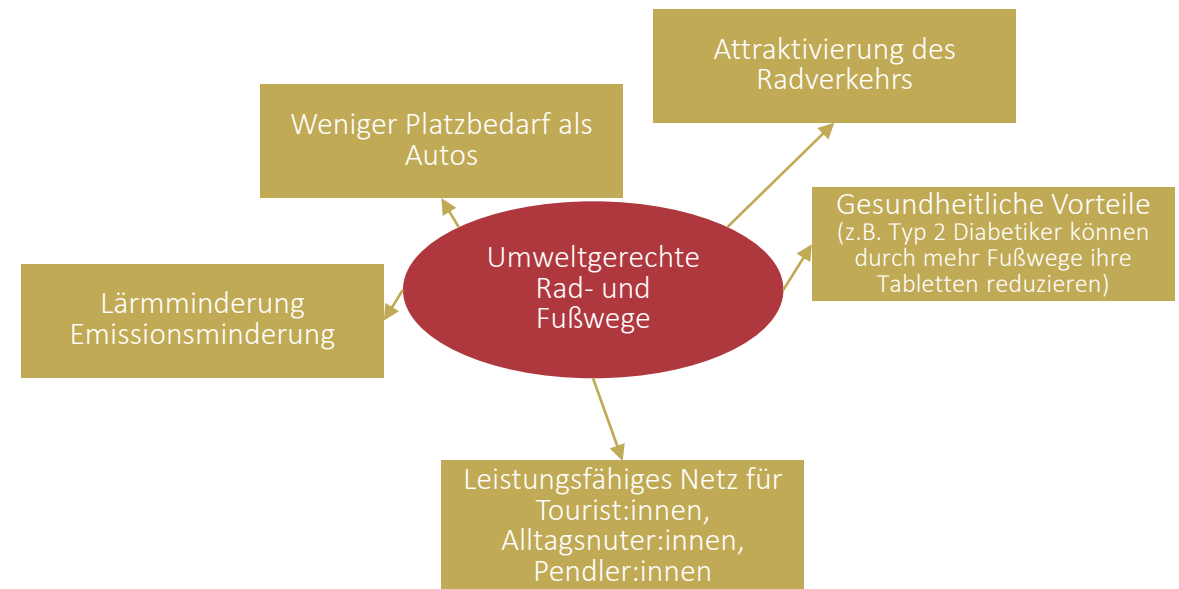 Attraktivierung des
Radverkehrs
Weniger Platzbedarf als
Autos
Gesundheitliche Vorteile
(z.B. Typ 2 Diabetiker können
durch mehr Fußwege ihre
Tabletten reduzieren)
Umweltgerechte
Rad- und
Fußwege
Lärmminderung
Emissionsminderung
Leistungsfähiges Netz für
Tourist:innen,
Alltagsnuter:innen,
Pendler:innen